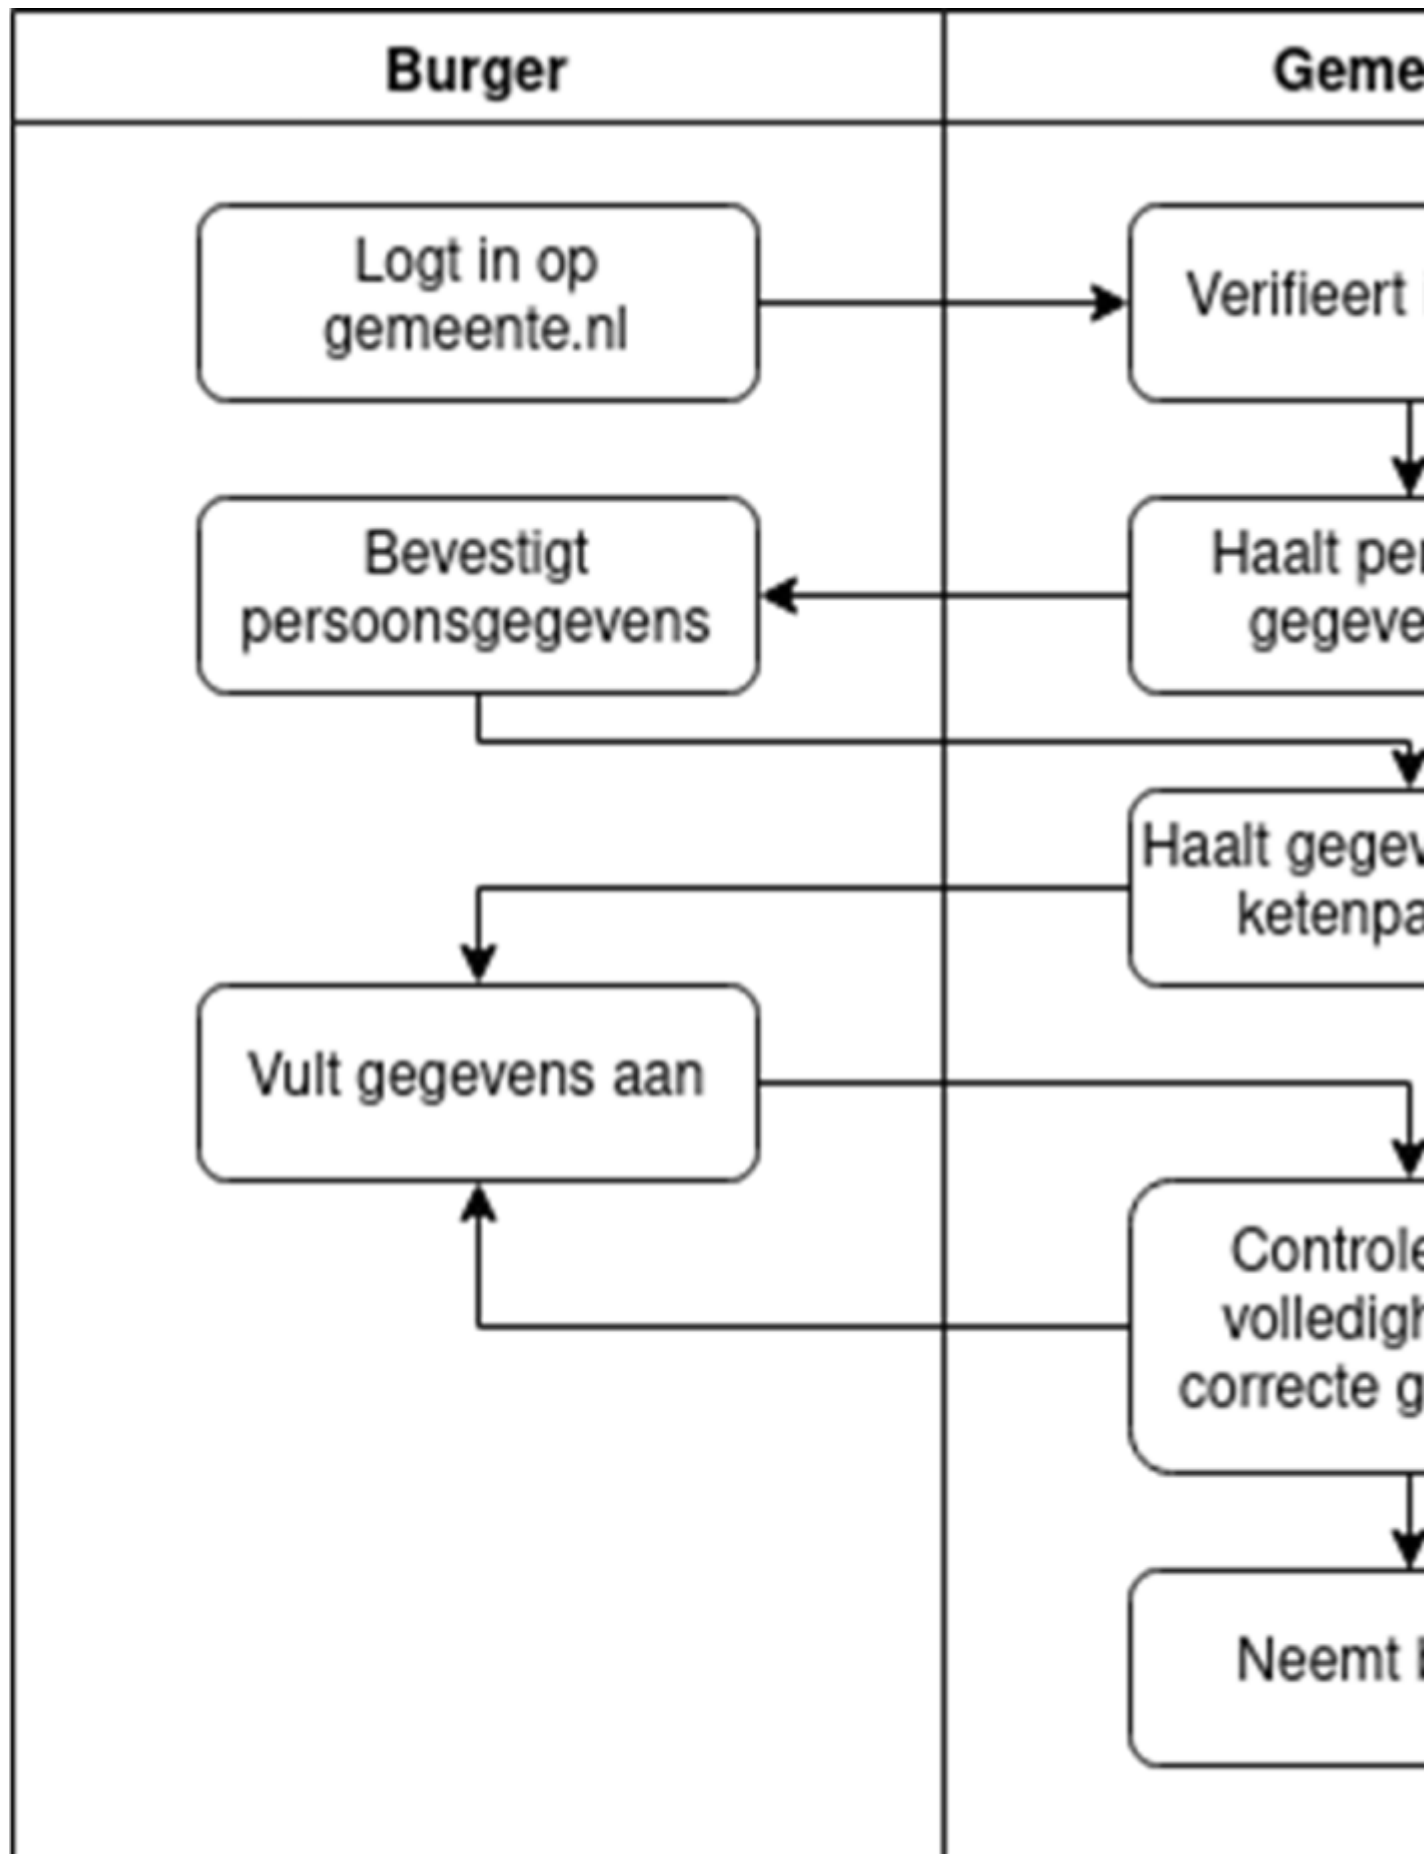 Burger
Geme
Logt in op
gemeente.nl
Verifieert
Bevestigt
persoonsgegevens
Haalt per
gegeve
Haalt gegev
ketenpa
Vult gegevens aan
Controle
volledigh
correcte g
Neemt